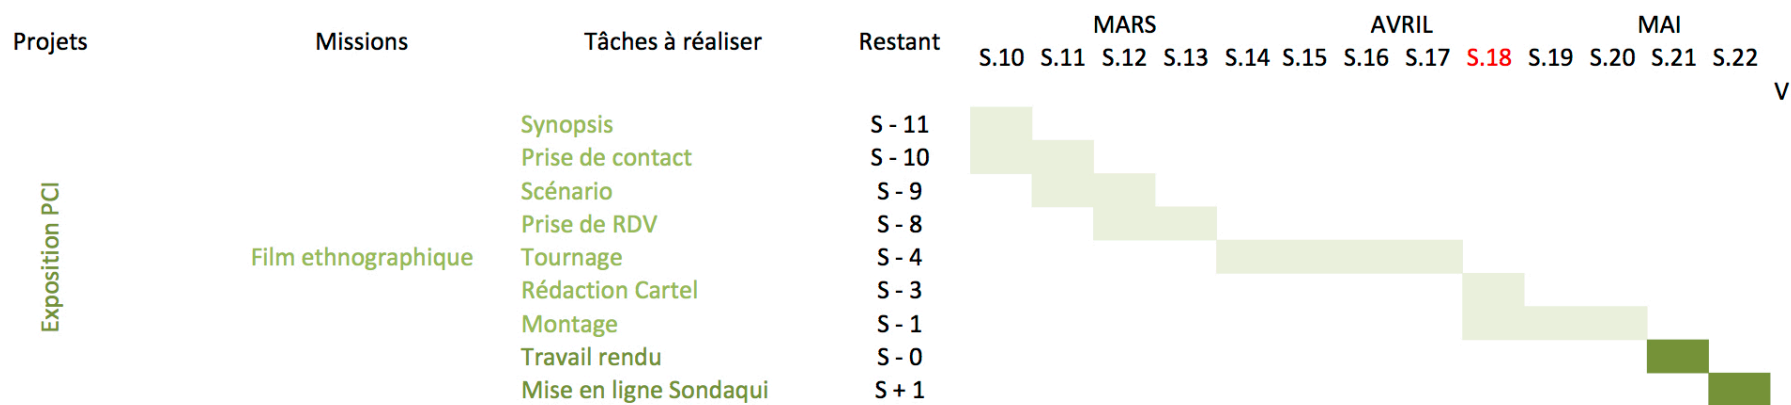 MARS AVRIL MAI
Projets Missions Tâches à réaliser Restant
S.10 S.11 S.12 S.13 S.14 S.15 S.16 S.17 S.18 S.19 S.20 S.21 S.22
V
Synopsis S - 11
Prise de contact S - 10
Scénario S - 9
Prise de RDV S - 8
Exposition PCI
Film ethnographique Tournage S - 4
Rédaction Cartel S - 3
Montage S - 1
Travail rendu S - 0
Mise en ligne Sondaqui S + 1